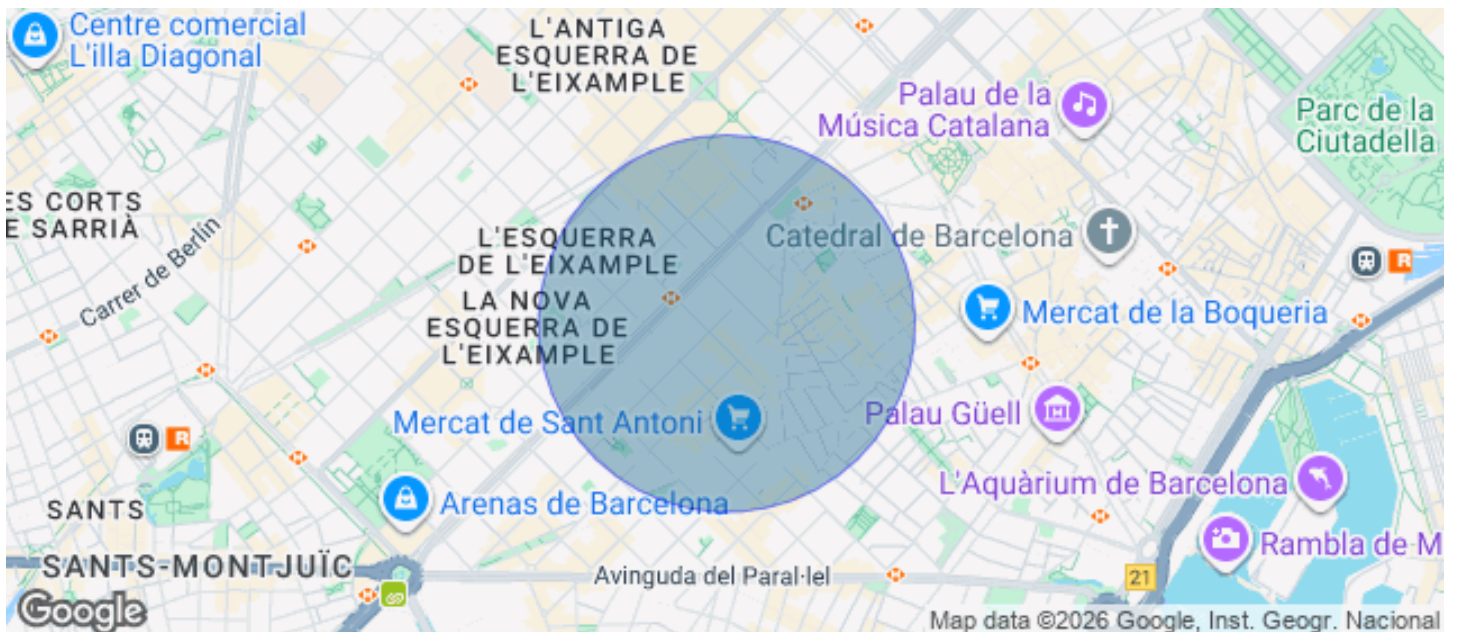 Centre comercial
L'illa Diagonal
L'ANTIGA
ESQUERRA DE
L'EIXAMPLE
Palau de la
Música Catalana
Parc de la
Ciutadella
ES CORTS
E SARRIÀ
Carrer de Berlin
L'ESQUERRA
DE L'EIXAMPLE
Catedral de Barcelona
R
LA NOVA
ESQUERRA DE
L'EIXAMPLE
Mercat de la Boqueria
Mercat de Sant Antoni
Palau Güell
R
L'Aquàrium de Barcelona
Arenas de Barcelona
SANTS
Rambla de M
SANTS-MONTJUÏC
Avinguda del Paral·lel
21
Google
Map data ©2026 Google, Inst. Geogr. Nacional